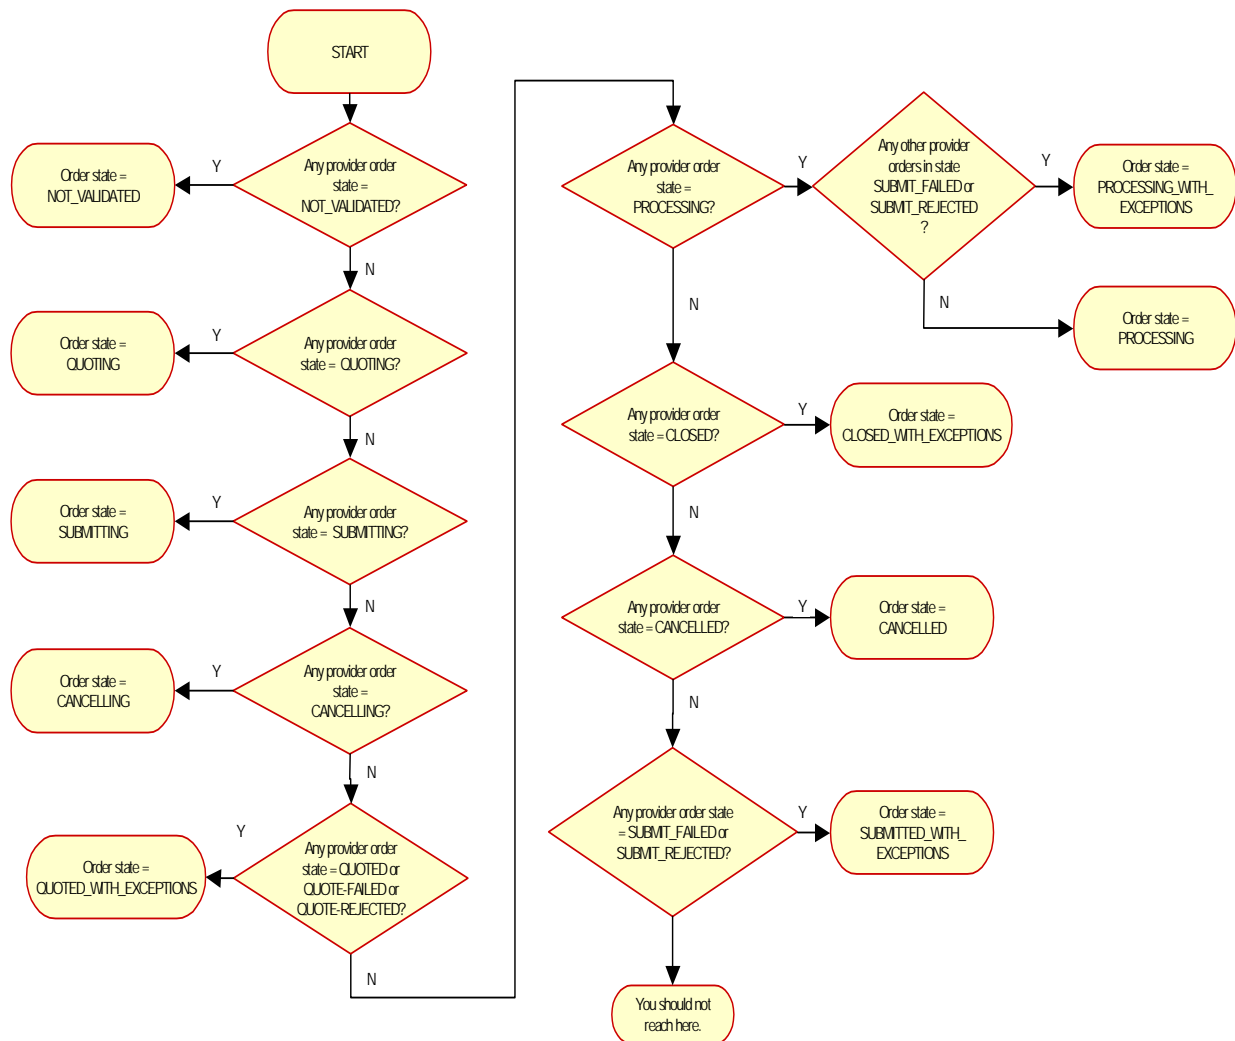 START
Any provider order
state =
NOT_VALIDATED?
Y
Order state =
NOT_VALIDATED
N
Any provider order
state = QUOTING?
Y
Order state =
QUOTING
N
Any provider order
state = SUBMITTING?
Y
Order state =
SUBMITTING
N
Any provider order
state =
CANCELLING?
Y
Order state =
CANCELLING
N
Any provider order
state = QUOTED or
QUOTE-FAILED or
QUOTE-REJECTED?
Y
Order state =
QUOTED_WITH_EXCEPTIONS
N
Any provider order
state =
PROCESSING?
Y
Any other provider
orders in state
SUBMIT_FAILED or
SUBMIT_REJECTED
?
Y
Order state =
PROCESSING_WITH_
EXCEPTIONS
N
Order state =
PROCESSING
N
Any provider order
state = CLOSED?
Y
Order state =
CLOSED_WITH_EXCEPTIONS
N
Any provider order
state = CANCELLED?
Y
Order state =
CANCELLED
N
Any provider order state
= SUBMIT_FAILED or
SUBMIT_REJECTED?
Y
Order state =
SUBMITTED_WITH_
EXCEPTIONS
You should not
reach here.